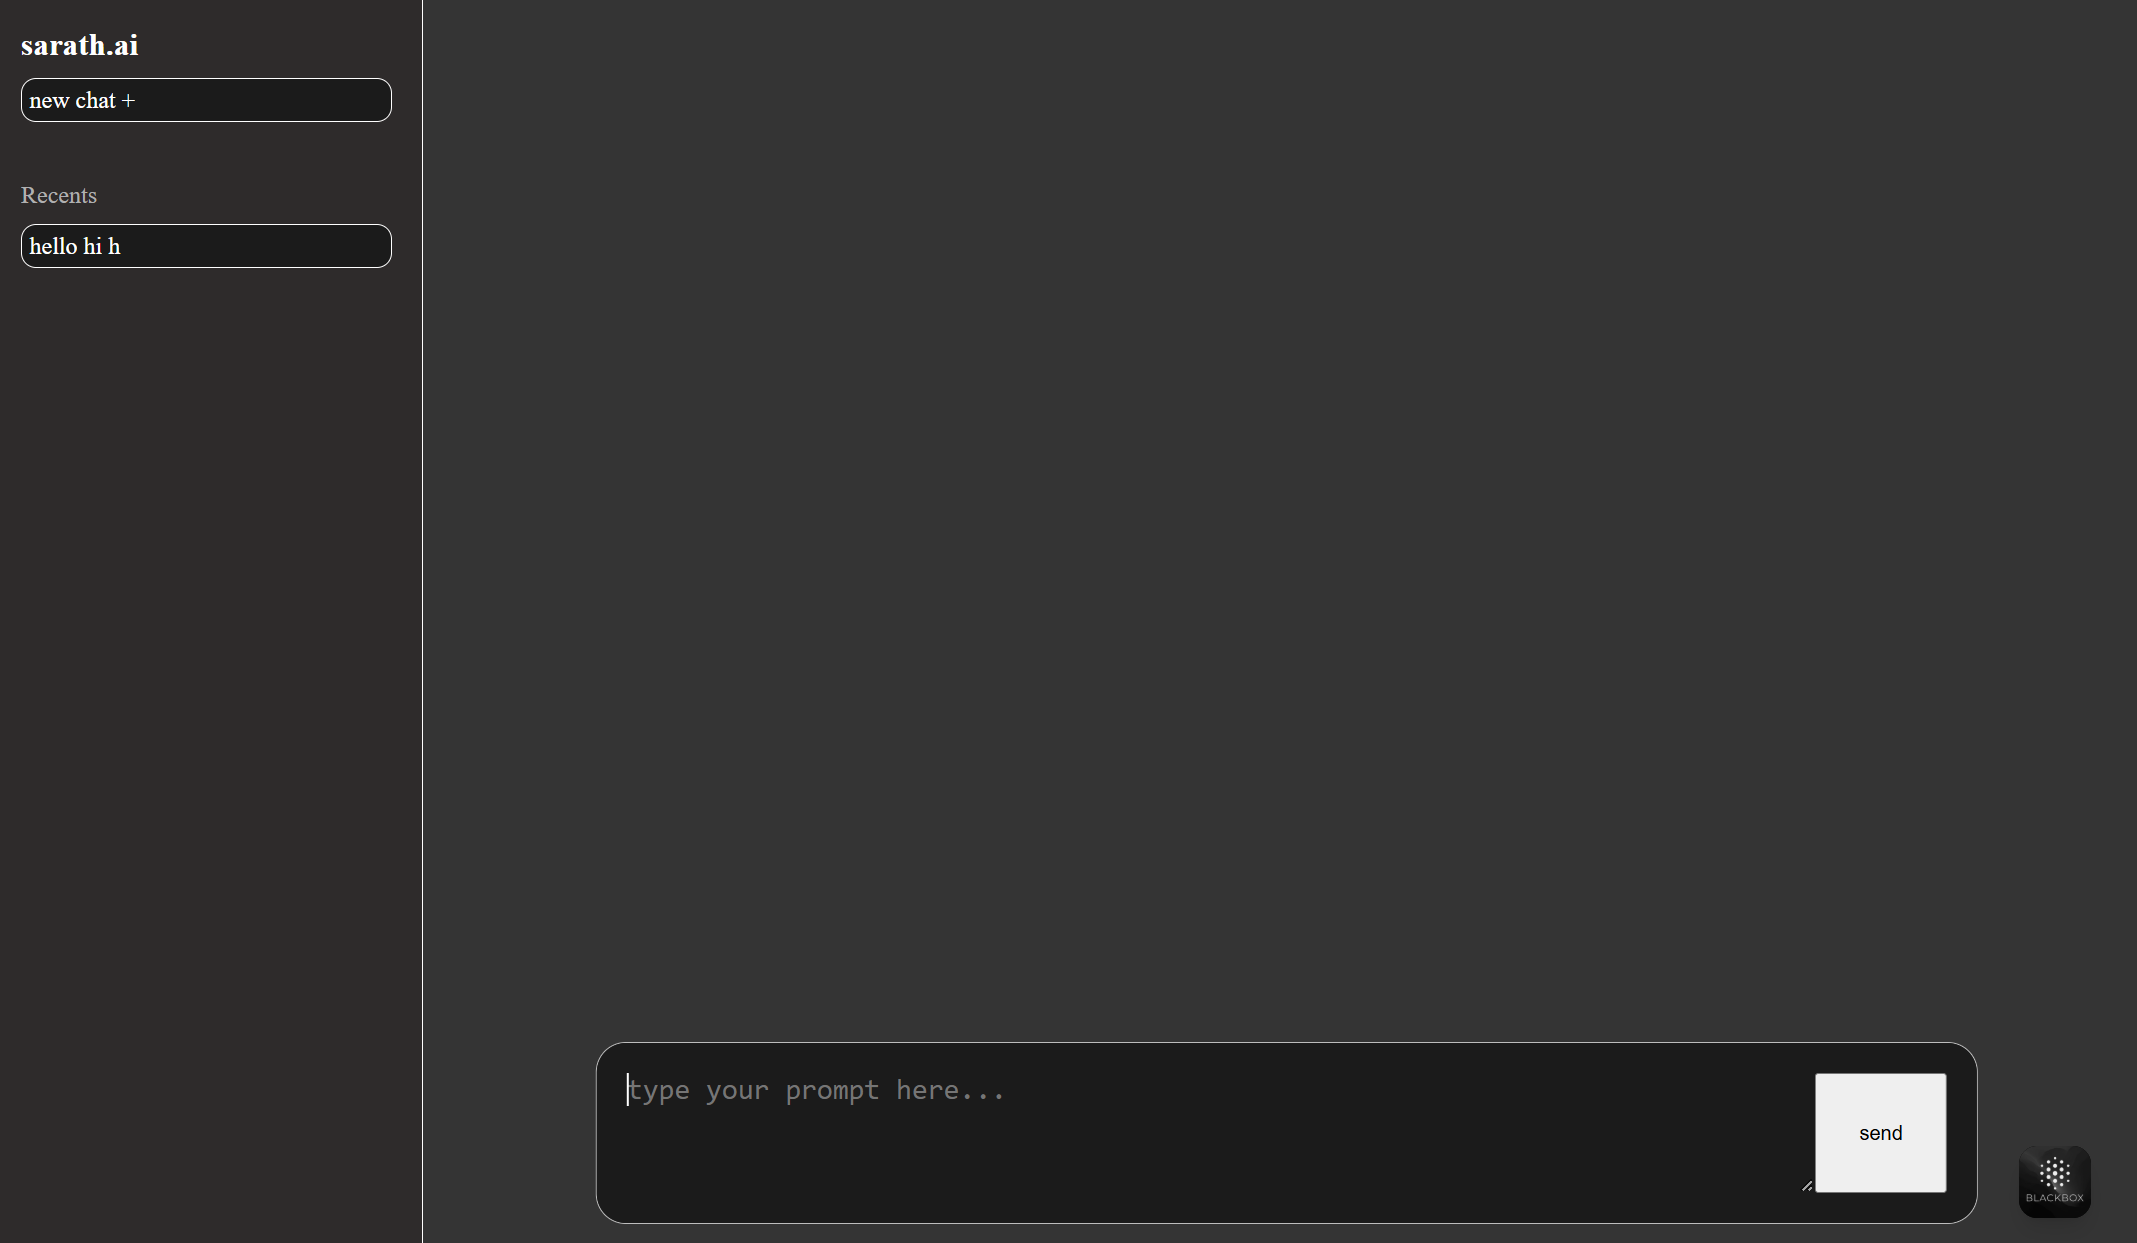 sarath.ai
new chat +
Recents
hello hi h
type your prompt here...
send
BLACKBOX